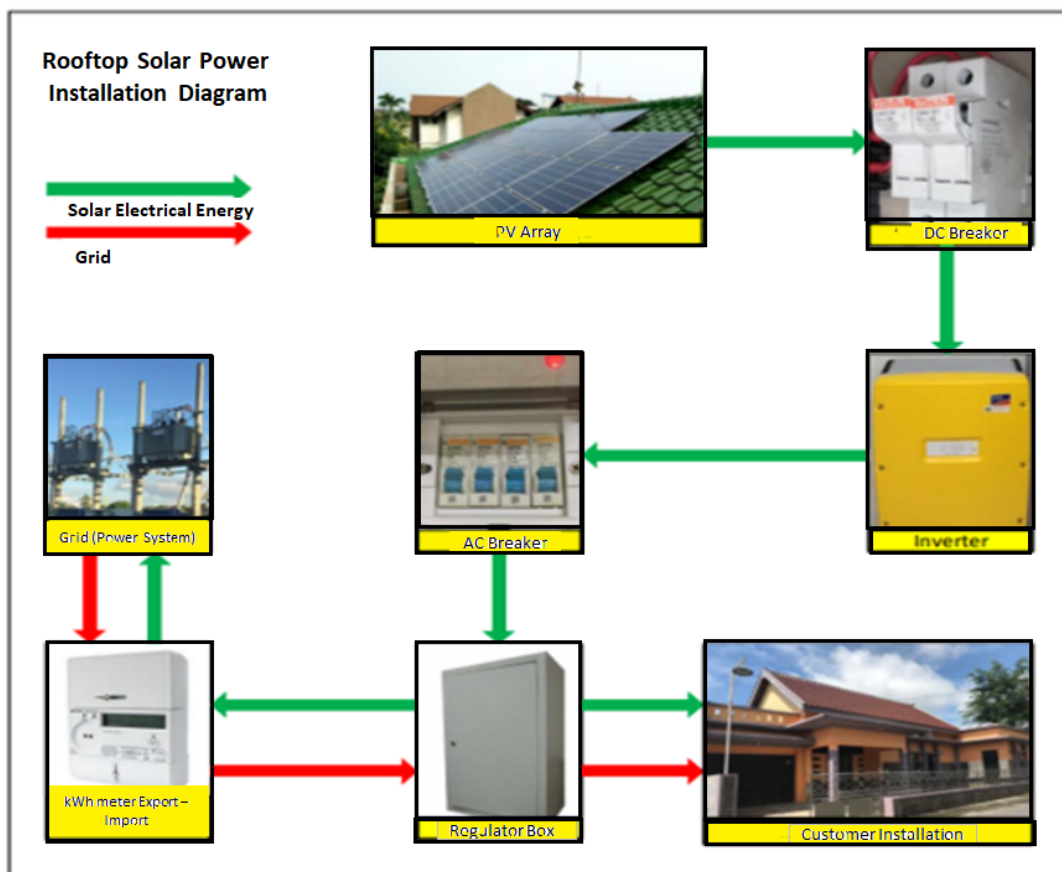 Rooftop Solar Power
Installation Diagram
Solar Electrical Energy
Grid
PV Array
DC Breaker
Grid (Power System)
AC Breaker
Inverter
kWh meter Export –
Import
Regulator Box
Customer Installation